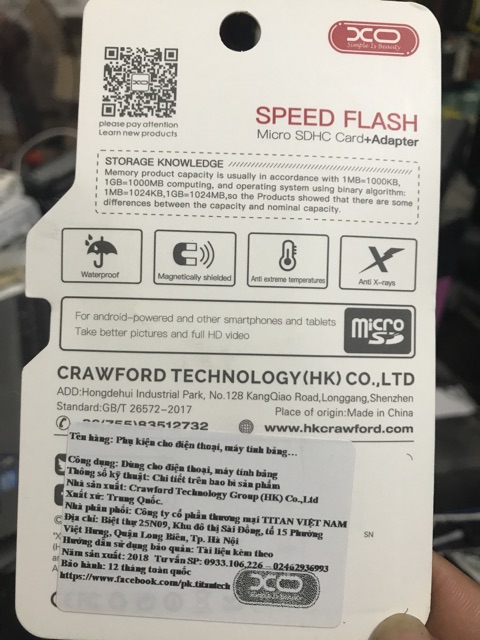 XO
Simple Is Beauty
please pay attention
Learn new products
SPEED FLASH
Micro SDHC Card+Adapter
STORAGE KNOWLEDGE
Memory product capacity is usually in accordance with 1MB=1000KB,
1GB=1000MB computing, and operating system using binary algorithm:
1MB=1024KB,1GB=1024MB,so the Products showed that there are some
differences between the capacity and nominal capacity.
Waterproof
Magnetically shielded
Anti extreme temperatures
Anti X-rays
For android-powered and other smartphones and tablets
Take better pictures and full HD video
micro SD
CRAWFORD TECHNOLOGY(HK) CO.,LTD
ADD:Hongdehui Industrial Park, No.128 KangQiao Road,Longgang,Shenzhen
Standard:GB/T 26572-2017
Place of origin:Made in China
83512732
www.hkcrawford.com
Tên hàng: Phụ kiện cho điện thoại, máy tính bảng...
Công dụng: Dùng cho điện thoại, máy tính bảng
Thông số kỹ thuật: Chi tiết trên bao bì sản phẩm
Nhà sản xuất: Crawford Technology Group (HK) Co.,Ltd
Xuất xứ: Trung Quốc.
Nhà phân phối: Công ty cổ phần thương mại TITAN VIỆT NAM
Địa chỉ: Biệt thự 25N09, Khu đô thị Sài Đồng, tổ 15 Phường
Việt Hưng, Quận Long Biên, Tp. Hà Nội
Hướng dẫn sử dụng bảo quản: Tài liệu kèm theo
Năm sản xuất: 2018 Tư vấn SP: 0933.106.226 - 02462936993
Bảo hành: 12 tháng toàn quốc
https://www.facebook.com/pk.titantech
XO
Simple Is Beauty
SN